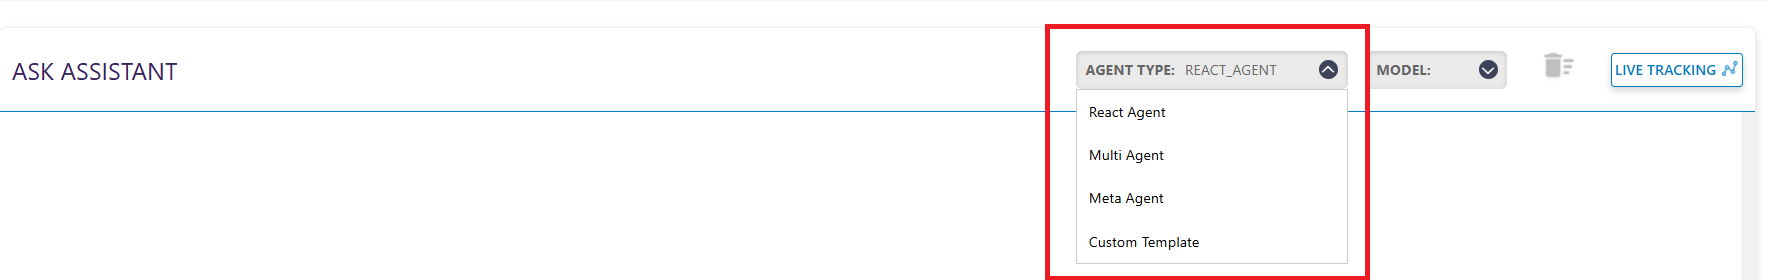 ASK ASSISTANT
AGENT TYPE: REACT_AGENT
MODEL:
LIVE TRACKING
React Agent
Multi Agent
Meta Agent
Custom Template